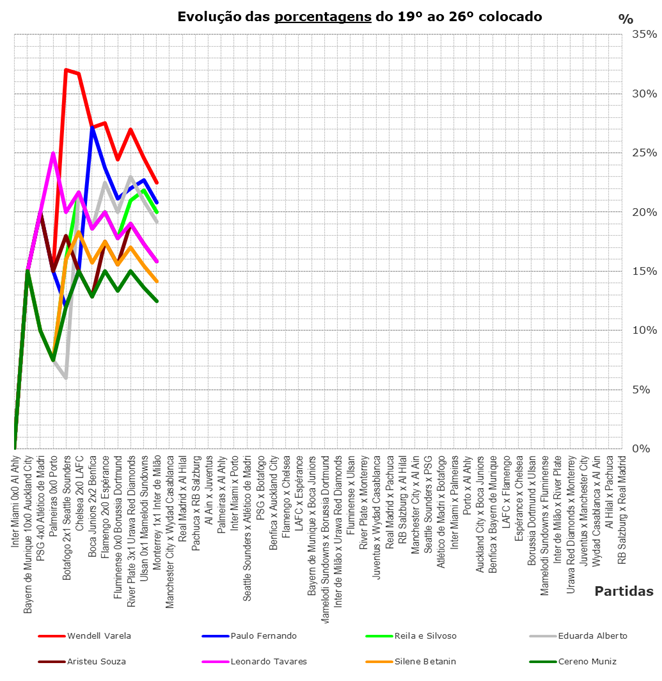 Evolução das porcentagens do 19º ao 26º colocado
%
35%
30%
25%
20%
15%
10%
5%
0%
Inter Miami 0x0 Al Ahly
Bayern de Munique 10x0 Auckland City
PSG 4x0 Atlético de Madri
Palmeiras 0x0 Porto
Botafogo 2x1 Seattle Sounders
Chelsea 2x0 LAFC
Boca Juniors 2x2 Benfica
Flamengo 2x0 Espérance
Fluminense 0x0 Borussia Dortmund
River Plate 3x1 Urawa Red Diamonds
Ulsan 0x1 Mamelodi Sundowns
Monterrey 1x1 Inter de Milão
Manchester City x Wydad Casablanca
Real Madrid x Al Hilal
Pachuca x RB Salzburg
Al Ain x Juventus
Palmeiras x Al Ahly
Inter Miami x Porto
Seattle Sounders x Atlético de Madri
PSG x Botafogo
Benfica x Auckland City
Flamengo x Chelsea
LAFC x Espérance
Bayern de Munique x Boca Juniors
Mamelodi Sundowns x Borussia Dortmund
Inter de Milão x Urawa Red Diamonds
Fluminense x Ulsan
River Plate x Monterrey
Juventus x Wydad Casablanca
Real Madrid x Pachuca
RB Salzburg x Al Hilal
Manchester City x Al Ain
Seattle Sounders x PSG
Atlético de Madri x Botafogo
Inter Miami x Palmeiras
Porto x Al Ahly
Auckland City x Boca Juniors
Benfica x Bayern de Munique
LAFC x Flamengo
Esperance x Chelsea
Borussia Dortmund x Ulsan
Mamelodi Sundowns x Fluminense
Inter de Milão x River Plate
Urawa Red Diamonds x Monterrey
Juventus x Manchester City
Wydad Casablanca x Al Ain
Al Hilal x Pachuca
RB Salzburg x Real Madrid
Partidas
Wendell Varela
Paulo Fernando
Reila e Silvoso
Eduarda Alberto
Aristeu Souza
Leonardo Tavares
Silene Betanin
Cereno Muniz